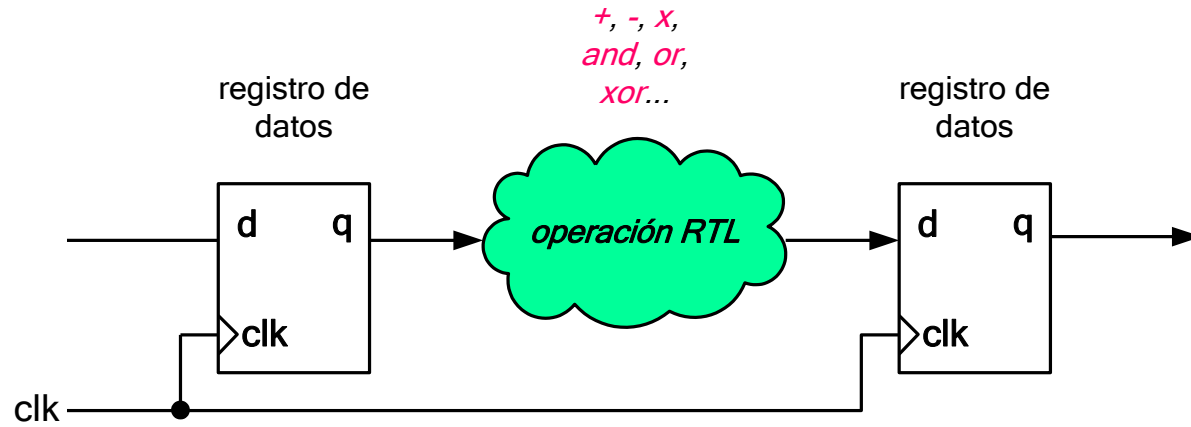 +, -, x,
and, or,
xor...
registro de
datos
registro de
datos
d q
operación RTL
d q
clk
clk
clk